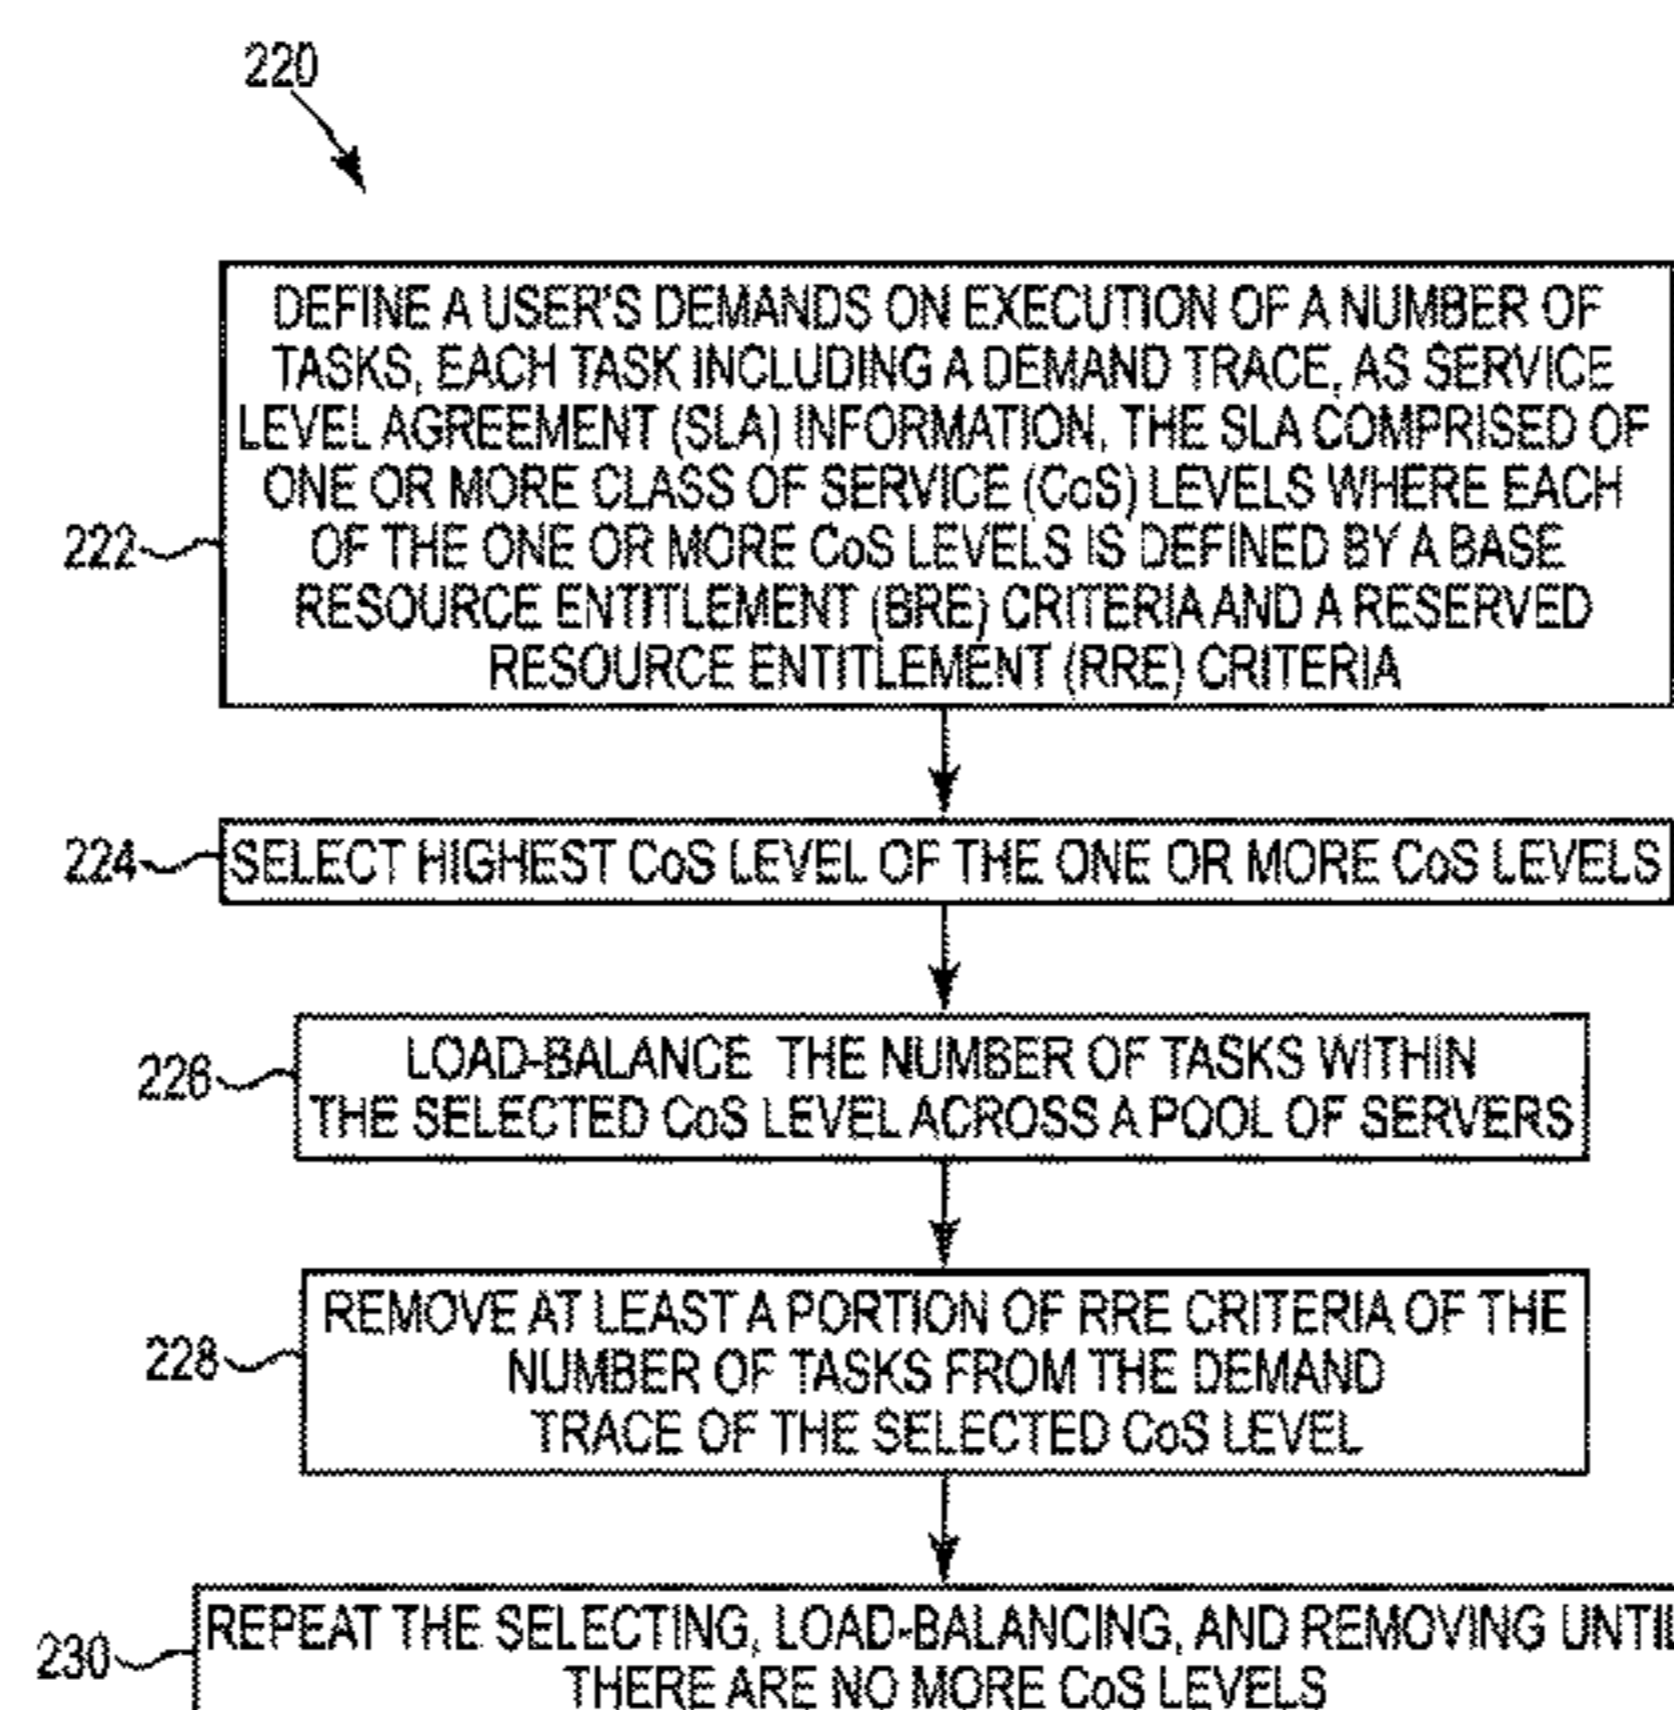 220
DEFINE A USER'S DEMANDS ON EXECUTION OF A NUMBER OF
TASKS, EACH TASK INCLUDING A DEMAND TRACE, AS SERVICE
LEVEL AGREEMENT (SLA) INFORMATION, THE SLA COMPRISED OF
ONE OR MORE CLASS OF SERVICE (CoS) LEVELS WHERE EACH
222 OF THE ONE OR MORE CoS LEVELS IS DEFINED BY A BASE
RESOURCE ENTITLEMENT (BRE) CRITERIA AND A RESERVED
RESOURCE ENTITLEMENT (RRE) CRITERIA
224 SELECT HIGHEST CoS LEVEL OF THE ONE OR MORE CoS LEVELS
226 LOAD-BALANCE THE NUMBER OF TASKS WITHIN
THE SELECTED CoS LEVEL ACROSS A POOL OF SERVERS
REMOVE AT LEAST A PORTION OF RRE CRITERIA OF THE
228 NUMBER OF TASKS FROM THE DEMAND
TRACE OF THE SELECTED CoS LEVEL
230 REPEAT THE SELECTING, LOAD-BALANCING, AND REMOVING UNTIL
THERE ARE NO MORE CoS LEVELS